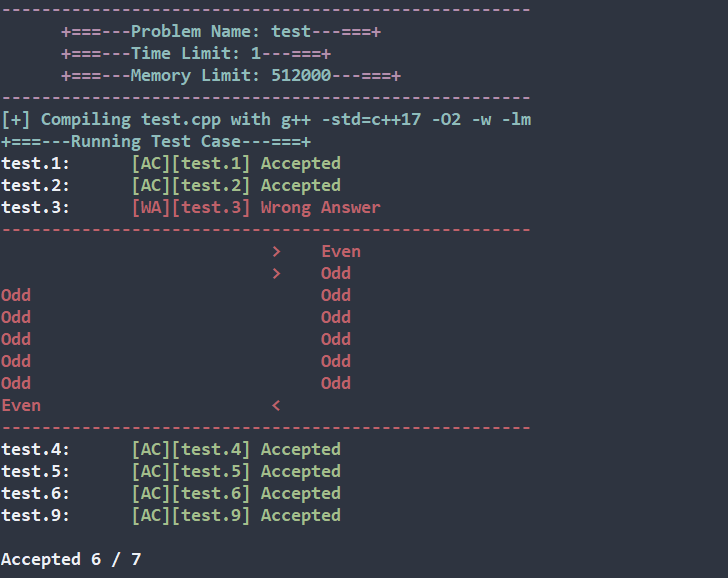 -----------------------------------------------------
+===---Problem Name: test---===+
+===---Time Limit: 1---===+
+===---Memory Limit: 512000---===+
-----------------------------------------------------
[+] Compiling test.cpp with g++ -std=c++17 -O2 -w -lm
+===---Running Test Case---===+
test.1: [AC][test.1] Accepted
test.2: [AC][test.2] Accepted
test.3: [WA][test.3] Wrong Answer
-----------------------------------------------------
> Even
> Odd
Odd Odd
Odd Odd
Odd Odd
Odd Odd
Odd Odd
Even <
-----------------------------------------------------
test.4: [AC][test.4] Accepted
test.5: [AC][test.5] Accepted
test.6: [AC][test.6] Accepted
test.9: [AC][test.9] Accepted
Accepted 6 / 7